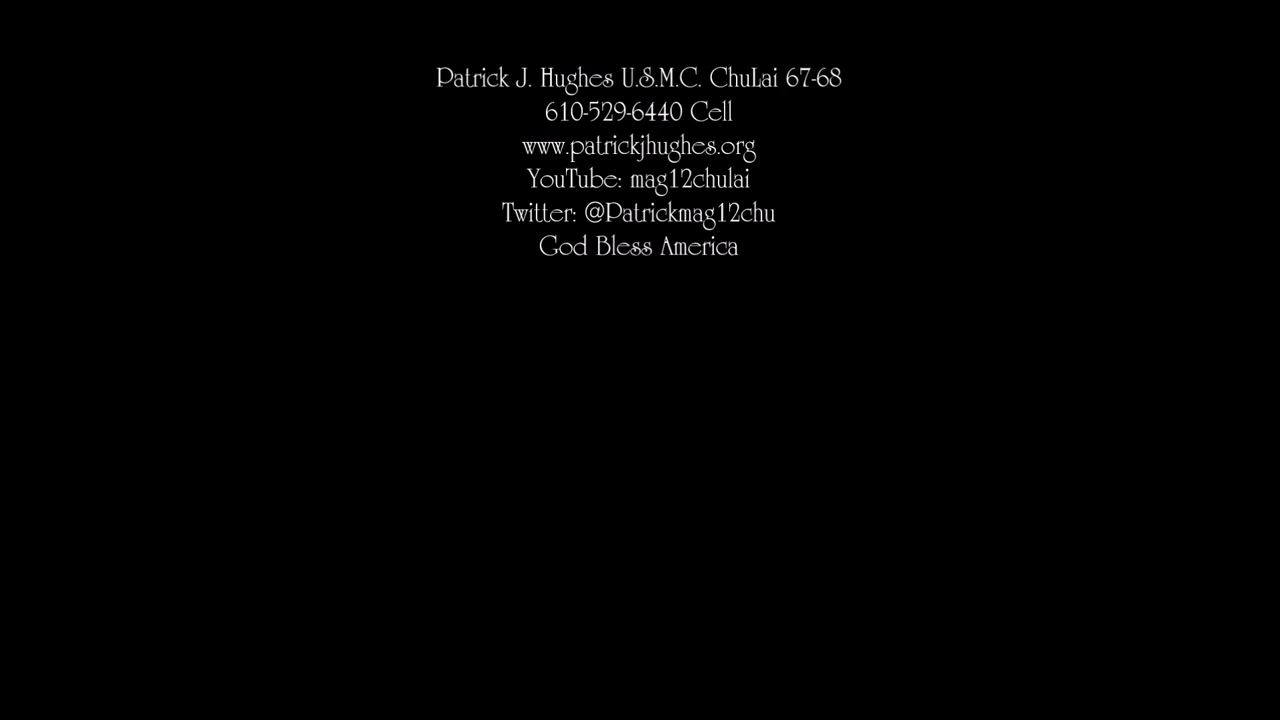 Patrick J. Hughes U.S.M.C. ChuLai 67-68
610-529-6440 Cell
www.patrickjhughes.org
YouTube: mag12chulai
Twitter: @Patrickmag12chu
God Bless America